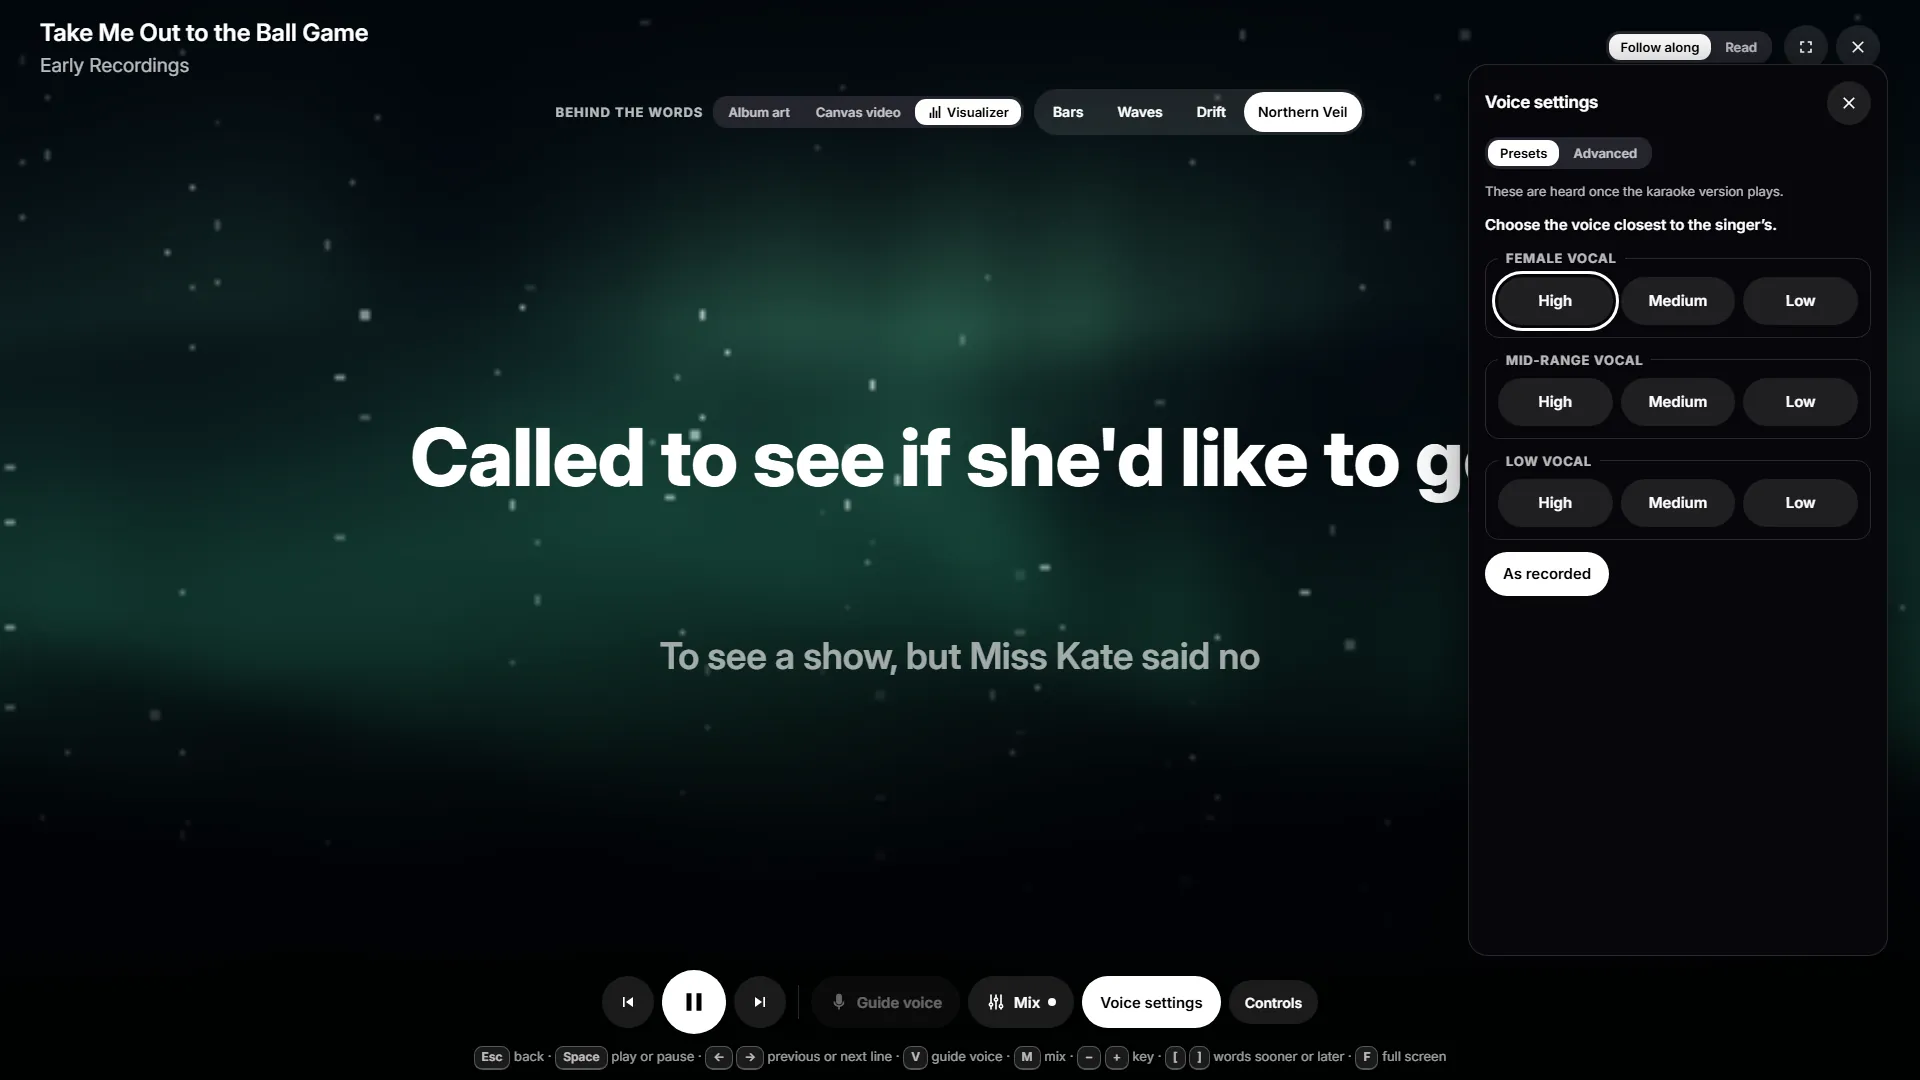 Take Me Out to the Ball Game
Early Recordings
Follow along Read
BEHIND THE WORDS Album art Canvas video Visualizer Bars Waves Drift Northern Veil
Voice settings
Presets Advanced
These are heard once the karaoke version plays.
Choose the voice closest to the singer’s.
FEMALE VOCAL
High Medium Low
MID-RANGE VOCAL
High Medium Low
LOW VOCAL
High Medium Low
As recorded
Called to see if she'd like to
To see a show, but Miss Kate said no
Guide voice Mix Voice settings Controls
Esc back · Space play or pause · ← → previous or next line · V guide voice · M mix · − + key · [ ] words sooner or later · F full screen